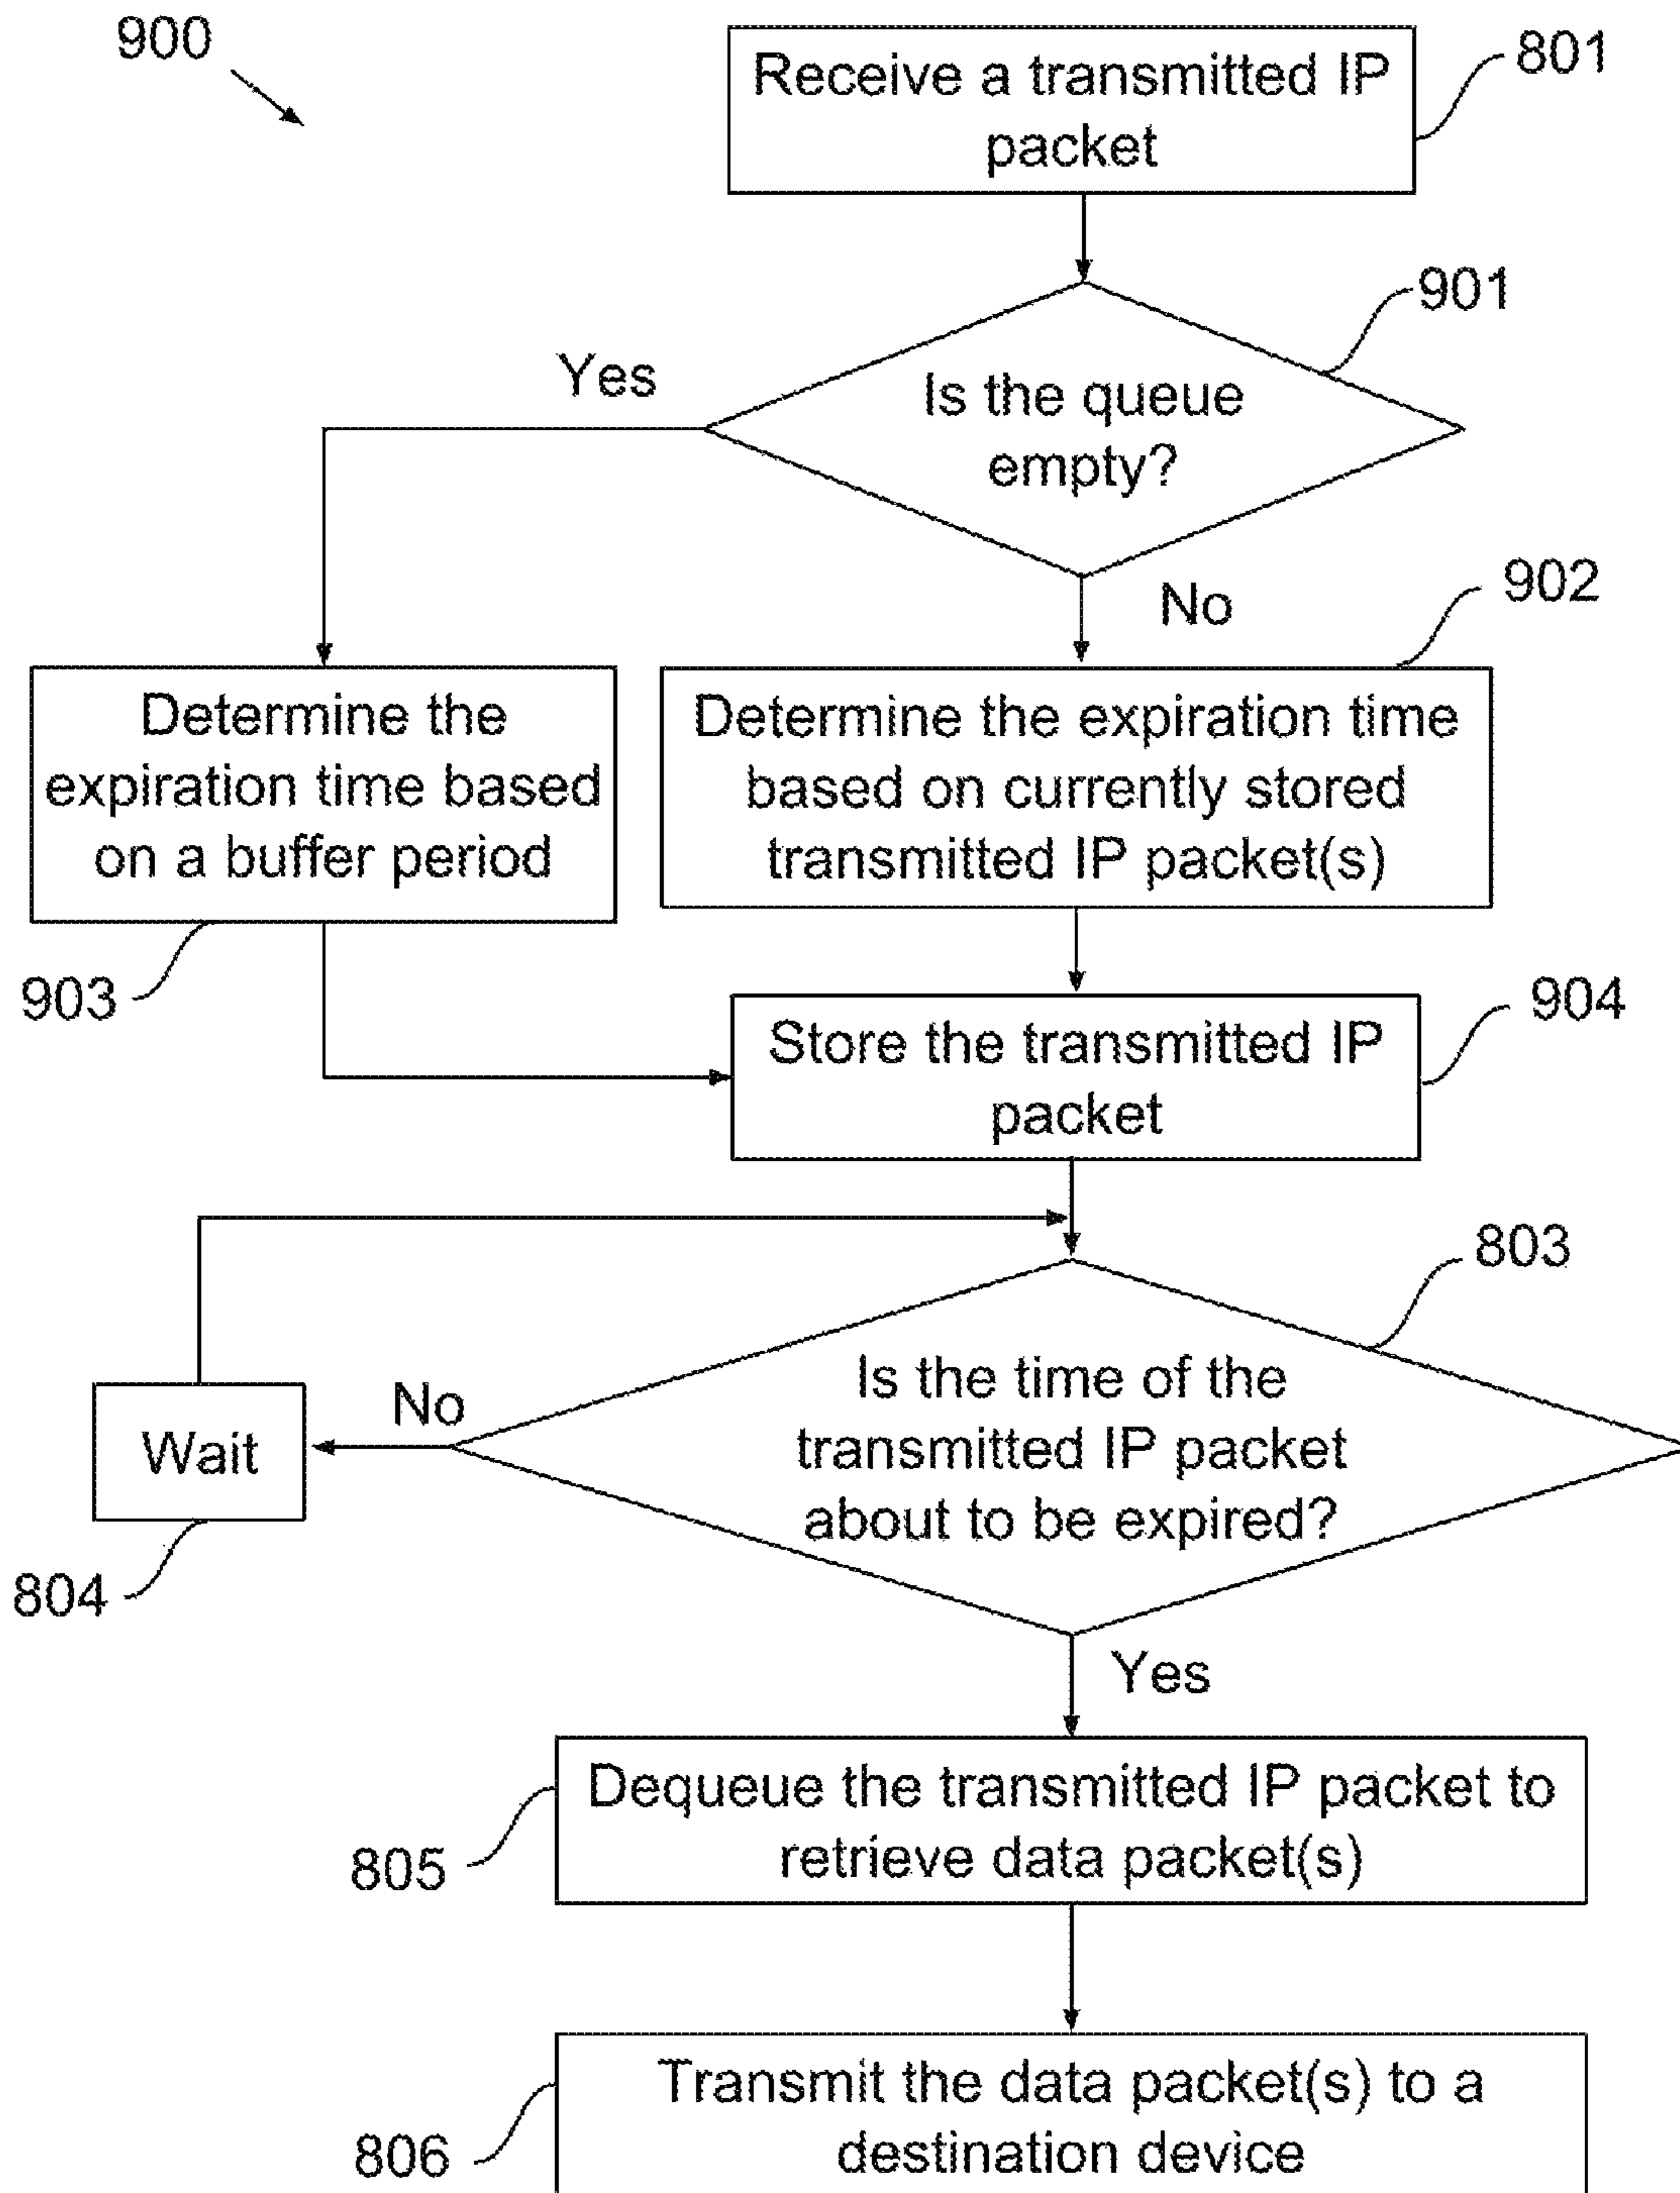 900
Receive a transmitted IP
packet
801
901
Yes
Is the queue
empty?
No
902
Determine the
expiration time based
on a buffer period
Determine the expiration time
based on currently stored
transmitted IP packet(s)
903
Store the transmitted IP
packet
904
803
Is the time of the
transmitted IP packet
about to be expired?
No
Wait
804
Yes
Dequeue the transmitted IP packet to
retrieve data packet(s)
805
Transmit the data packet(s) to a
destination device
806